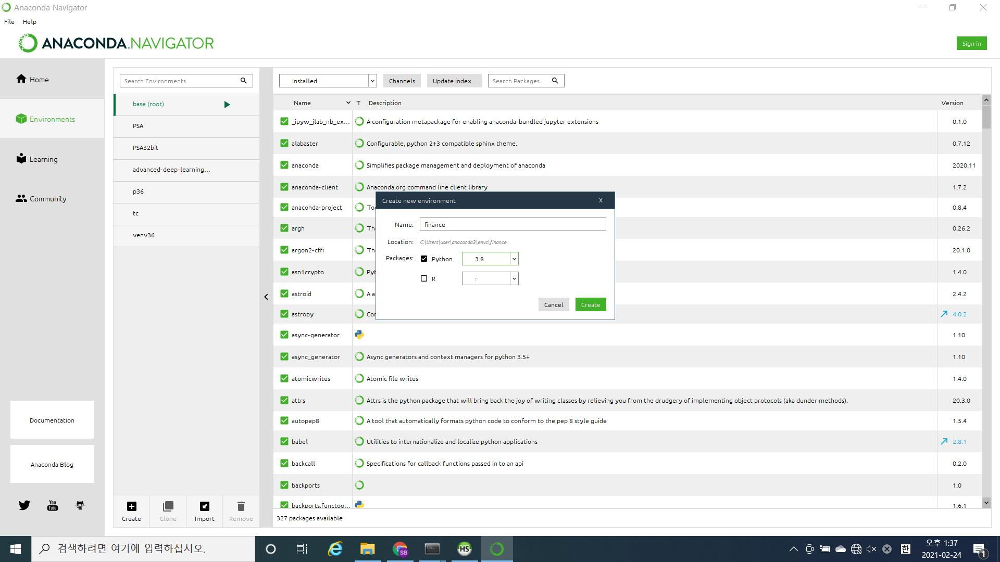 Anaconda Navigator
File Help
ANACONDA.NAVIGATOR
Sign in
Home
Environments
Learning
Community
Documentation
Anaconda Blog
You Tube
Search Environments
base (root)
PSA
PSA32bit
advanced-deep-learning...
p36
tc
venv36
Create Clone Import Remove
Installed Channels Update index... Search Packages
Name T Description Version
_ipyw_jlab_nb_ex... A configuration metapackage for enabling anaconda-bundled jupyter extensions 0.1.0
alabaster Configurable, python 2+3 compatible sphinx theme. 0.7.12
anaconda Simplifies package management and deployment of anaconda 2020.11
anaconda-client Anaconda.org command line client library 1.7.2
anaconda-project Too 0.8.4
argh The 0.26.2
argon2-cffi The 20.1.0
asn1crypto Pyt 1.4.0
astroid A a 2.4.2
astropy Con 4.0.2
async-generator 1.10
async_generator Async generators and context managers for python 3.5+ 1.10
atomicwrites Atomic file writes 1.4.0
attrs Attrs is the python package that will bring back the joy of writing classes by relieving you from the drudgery of implementing object protocols (aka dunder methods). 20.3.0
autopep8 A tool that automatically formats python code to conform to the pep 8 style guide 1.5.4
babel Utilities to internationalize and localize python applications 2.8.1
backcall Specifications for callback functions passed in to an api 0.2.0
backports 1.0
backports.functoo... 1.6.1
327 packages available
Create new environment X
Name: finance
Location: C:\Users\user\anaconda3\envs\finance
Packages: Python 3.8
R r
Cancel Create
검색하려면 여기에 입력하십시오.
SB
HS
한
오후 1:37
2021-02-24
1